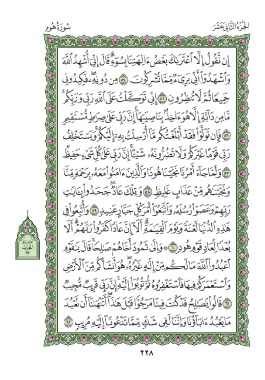 الجزء الثاني عشر
سورة هود
إِن نَّقُولُ إِلَّا ٱعْتَرَىٰكَ بَعْضُ ءَالِهَتِنَا بِسُوٓءٍ ۗ قَالَ إِنِّىٓ أُشْهِدُ ٱللَّهَ
وَٱشْهَدُوٓا۟ أَنِّى بَرِىٓءٌ مِّمَّا تُشْرِكُونَ ٥٤ مِن دُونِهِۦ ۖ فَكِيدُونِى
جَمِيعًا ثُمَّ لَا تُنظِرُونِ ٥٥ إِنِّى تَوَكَّلْتُ عَلَى ٱللَّهِ رَبِّى وَرَبِّكُم ۚ
مَّا مِن دَآبَّةٍ إِلَّا هُوَ ءَاخِذٌۢ بِنَاصِيَتِهَآ ۚ إِنَّ رَبِّى عَلَىٰ صِرَٰطٍ مُّسْتَقِيمٍ
٥٦ فَإِن تَوَلَّوْا۟ فَقَدْ أَبْلَغْتُكُم مَّآ أُرْسِلْتُ بِهِۦٓ إِلَيْكُمْ ۚ وَيَسْتَخْلِفُ
رَبِّى قَوْمًا غَيْرَكُمْ وَلَا تَضُرُّونَهُۥ شَيْـًٔا ۚ إِنَّ رَبِّى عَلَىٰ كُلِّ شَىْءٍ حَفِيظٌ
٥٧ وَلَمَّا جَآءَ أَمْرُنَا نَجَّيْنَا هُودًا وَٱلَّذِينَ ءَامَنُوا۟ مَعَهُۥ بِرَحْمَةٍ مِّنَّا
وَنَجَّيْنَٰهُم مِّنْ عَذَابٍ غَلِيظٍ ٥٨ وَتِلْكَ عَادٌ ۖ جَحَدُوا۟ بِـَٔايَٰتِ
رَبِّهِمْ وَعَصَوْا۟ رُسُلَهُۥ وَٱتَّبَعُوٓا۟ أَمْرَ كُلِّ جَبَّارٍ عَنِيدٍ ٥٩ وَأُتْبِعُوا۟ فِى
هَٰذِهِ ٱلدُّنْيَا لَعْنَةً وَيَوْمَ ٱلْقِيَٰمَةِ ۗ أَلَآ إِنَّ عَادًا كَفَرُوا۟ رَبَّهُمْ ۗ أَلَا
بُعْدًا لِّعَادٍ قَوْمِ هُودٍ ٦٠ وَإِلَىٰ ثَمُودَ أَخَاهُمْ صَٰلِحًا ۚ قَالَ يَٰقَوْمِ
ٱعْبُدُوا۟ ٱللَّهَ مَا لَكُم مِّنْ إِلَٰهٍ غَيْرُهُۥ ۖ هُوَ أَنشَأَكُم مِّنَ ٱلْأَرْضِ
وَٱسْتَعْمَرَكُمْ فِيهَا فَٱسْتَغْفِرُوهُ ثُمَّ تُوبُوٓا۟ إِلَيْهِ ۚ إِنَّ رَبِّى قَرِيبٌ مُّجِيبٌ
٦١ قَالُوا۟ يَٰصَٰلِحُ قَدْ كُنتَ فِينَا مَرْجُوًّا قَبْلَ هَٰذَآ ۖ أَتَنْهَىٰنَآ أَن نَّعْبُدَ
مَا يَعْبُدُ ءَابَآؤُنَا وَإِنَّنَا لَفِى شَكٍّ مِّمَّا تَدْعُونَآ إِلَيْهِ مُرِيبٍ ٦٢
٢٢٨